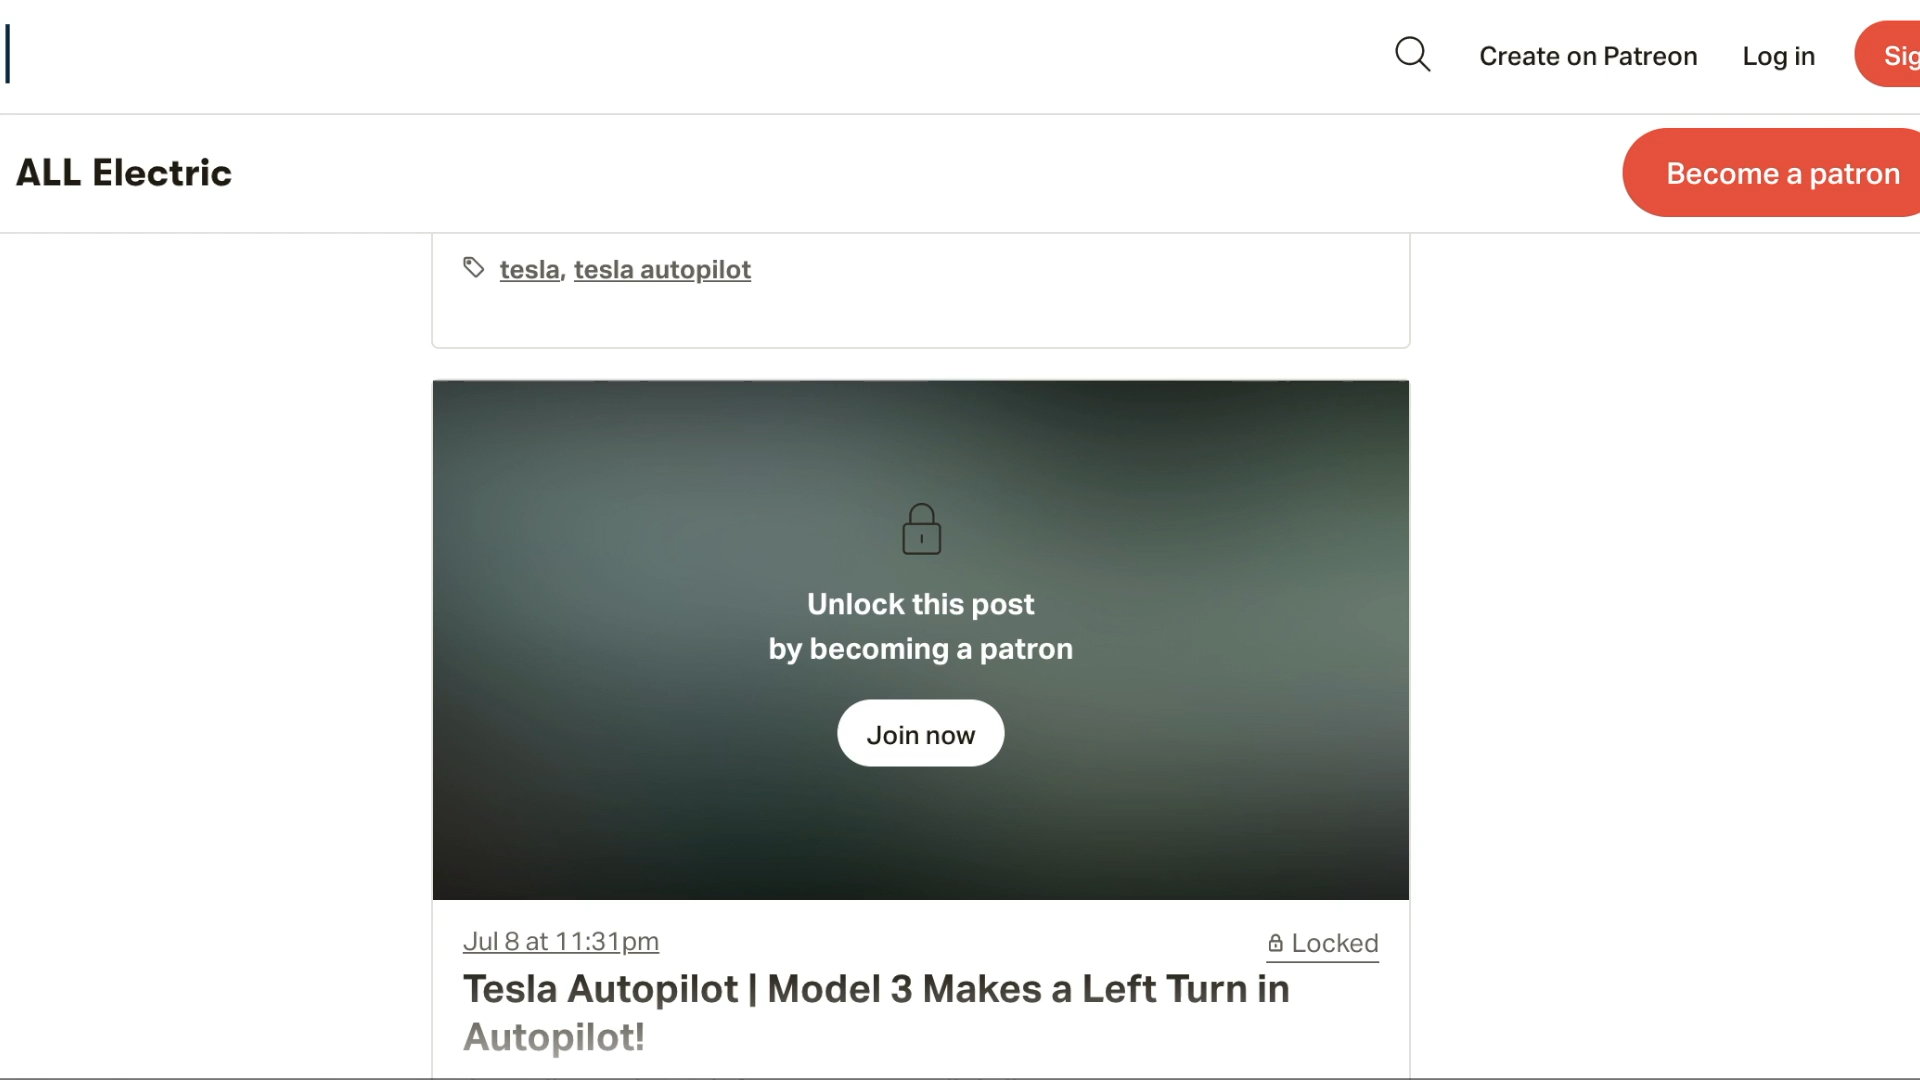 Create on Patreon
Log in
Sig
ALL Electric
Become a patron
tesla, tesla autopilot
Unlock this post
by becoming a patron
Join now
Jul 8 at 11:31pm
Locked
Tesla Autopilot | Model 3 Makes a Left Turn in
Autopilot!